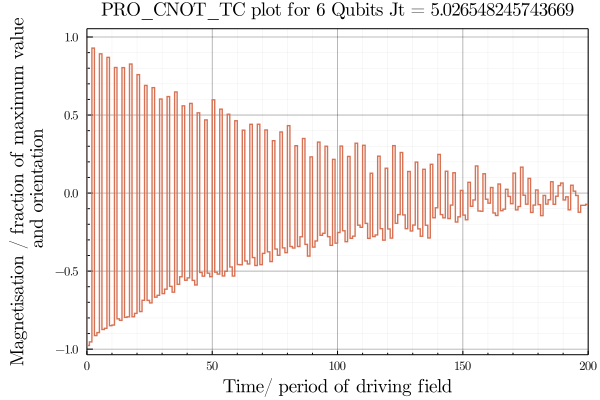 PRO_CNOT_TC plot for 6 Qubits Jt = 5.026548245743669
Magnetisation / fraction of maximum value
and orientation
1.0
0.5
0.0
−0.5
−1.0
0
50
100
150
200
Time/ period of driving field